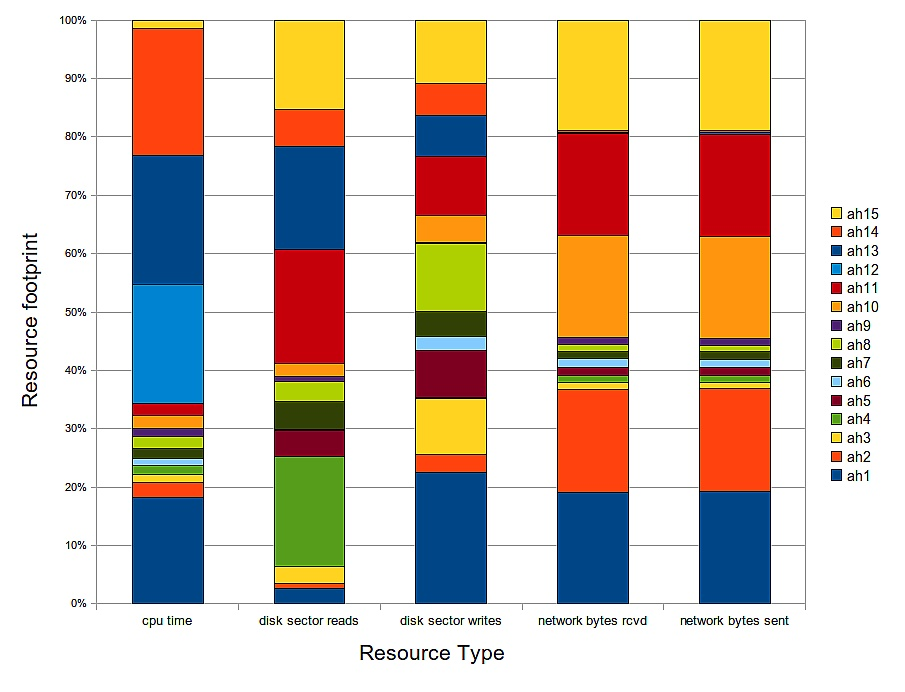 100%
90%
80%
70%
60%
50%
40%
30%
20%
10%
0%
Resource footprint
cpu time
disk sector reads
disk sector writes
network bytes rcvd
network bytes sent
Resource Type
ah15
ah14
ah13
ah12
ah11
ah10
ah9
ah8
ah7
ah6
ah5
ah4
ah3
ah2
ah1